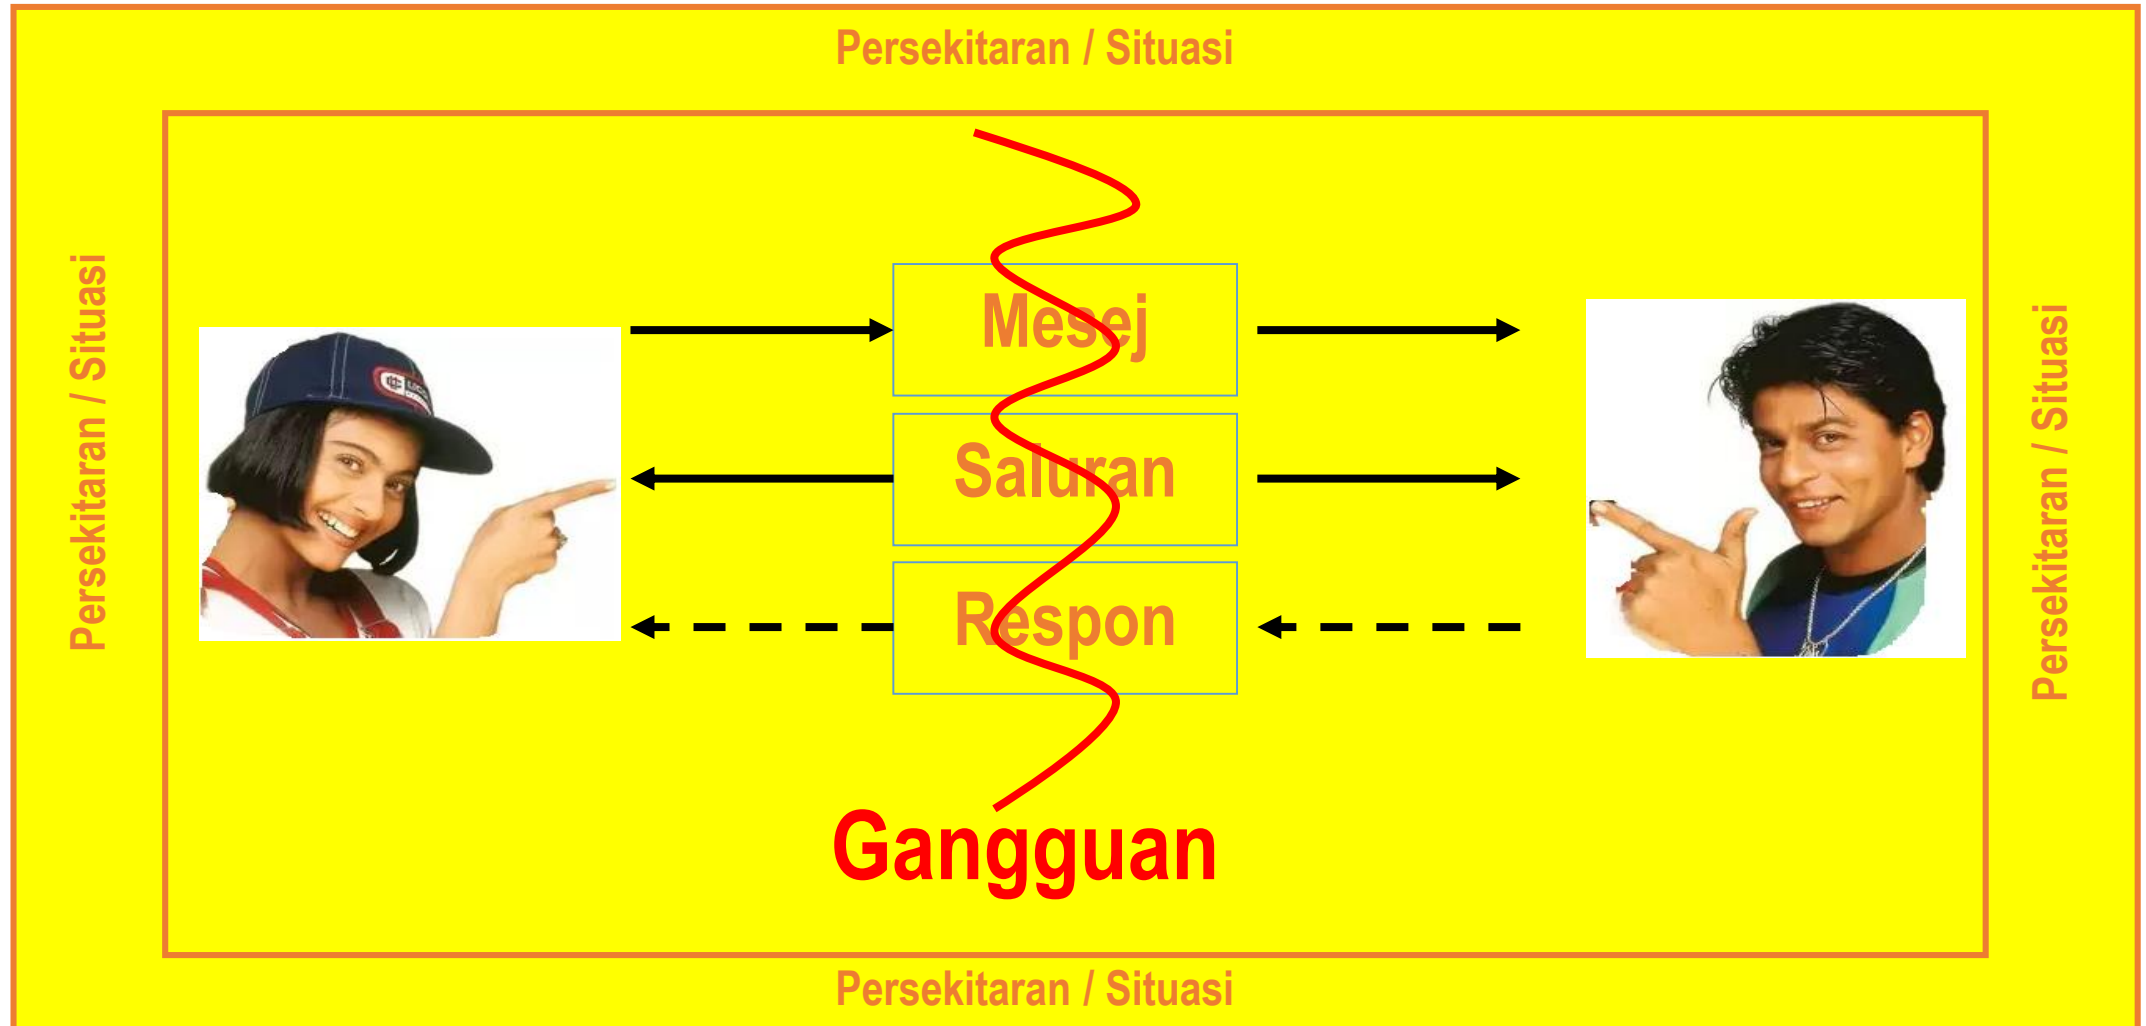 Persekitaran / Situasi
Persekitaran / Situasi
Mesej
Saluran
Respon
Persekitaran / Situasi
Gangguan
Persekitaran / Situasi